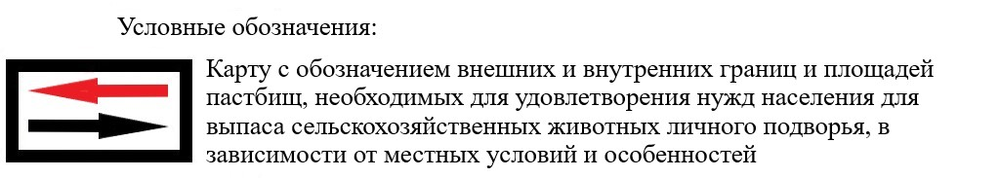 Условные обозначения:
Карту с обозначением внешних и внутренних границ и площадей
пастбищ, необходимых для удовлетворения нужд населения для
выпаса сельскохозяйственных животных личного подворья, в
зависимости от местных условий и особенностей